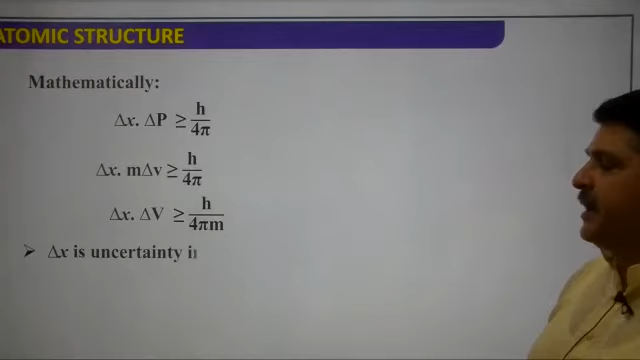 ATOMIC STRUCTURE
Mathematically:
Δx. ΔP ≥ h/4π
Δx. mΔv ≥ h/4π
Δx. ΔV ≥ h/4πm
➢ Δx is uncertainty